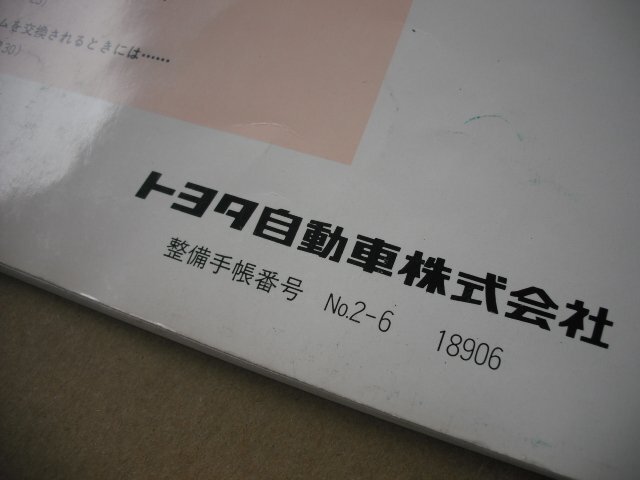 ムを交換されるときには……
トヨタ自動車株式会社
整備手帳番号 No.2-6 18906